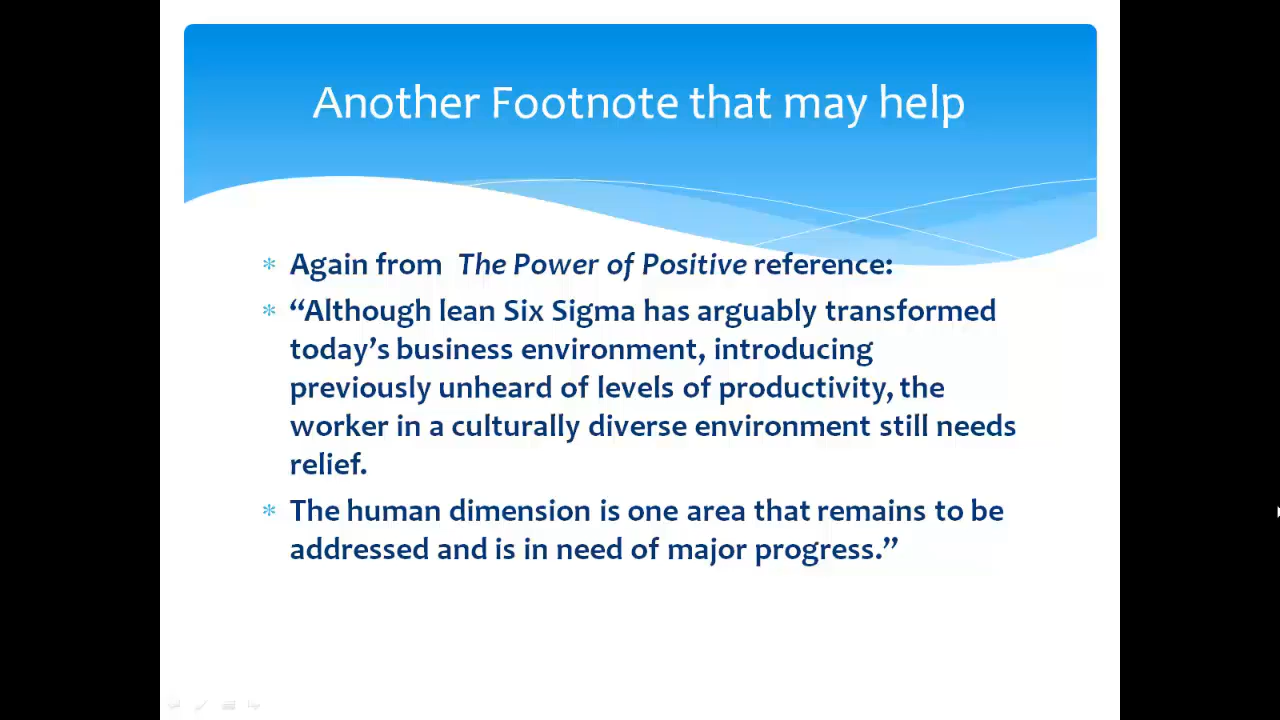 Another Footnote that may help
* Again from The Power of Positive reference:
* “Although lean Six Sigma has arguably transformed
today’s business environment, introducing
previously unheard of levels of productivity, the
worker in a culturally diverse environment still needs
relief.
* The human dimension is one area that remains to be
addressed and is in need of major progress.”